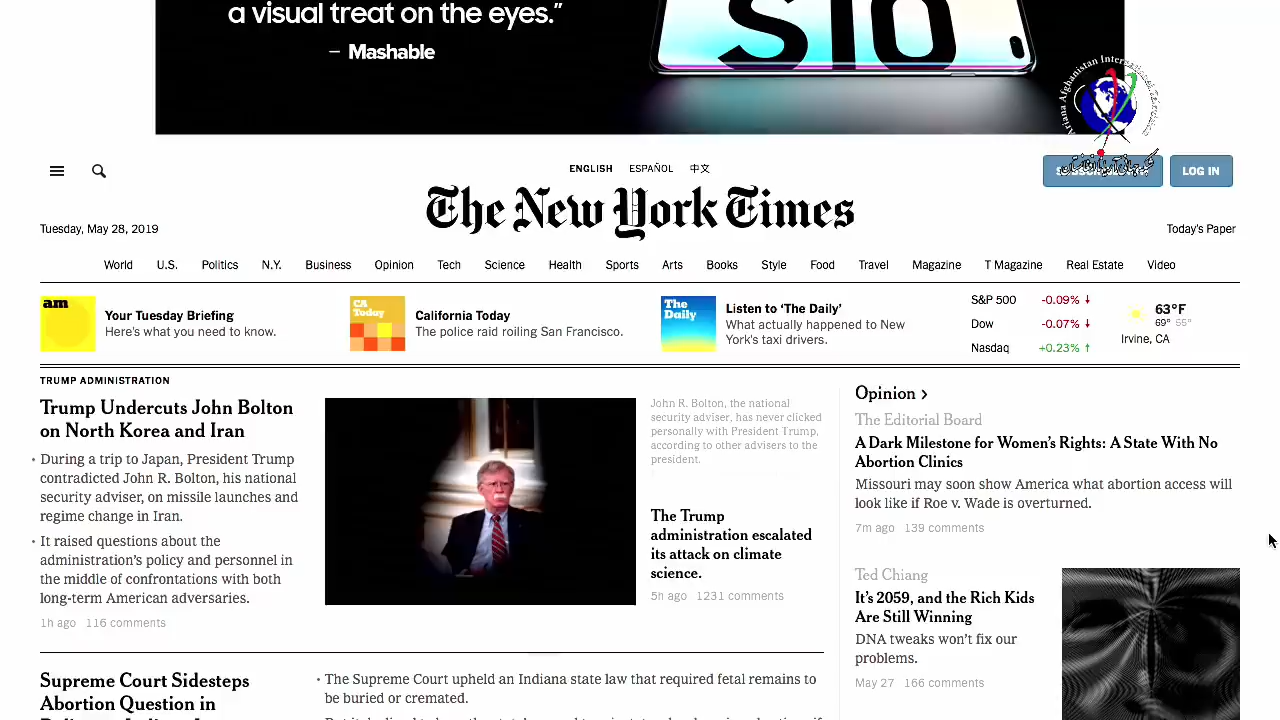 a visual treat on the eyes.”
– Mashable
S10
Ariana Afghanistan International Television
ENGLISH ESPAÑOL 中文
LOG IN
The New York Times
Tuesday, May 28, 2019
Today’s Paper
World U.S. Politics N.Y. Business Opinion Tech Science Health Sports Arts Books Style Food Travel Magazine T Magazine Real Estate Video
am
Your Tuesday Briefing
Here’s what you need to know.
CA
Today
California Today
The police raid roiling San Francisco.
The
Daily
Listen to ‘The Daily’
What actually happened to New
York’s taxi drivers.
S&P 500 -0.09% ↓
Dow -0.07% ↓
Nasdaq +0.23% ↑
63°F
69° 55°
Irvine, CA
TRUMP ADMINISTRATION
Trump Undercuts John Bolton
on North Korea and Iran
• During a trip to Japan, President Trump
contradicted John R. Bolton, his national
security adviser, on missile launches and
regime change in Iran.
• It raised questions about the
administration’s policy and personnel in
the middle of confrontations with both
long-term American adversaries.
1h ago 116 comments
John R. Bolton, the national
security adviser, has never clicked
personally with President Trump,
according to other advisers to the
president.
The Trump
administration escalated
its attack on climate
science.
5h ago 1231 comments
Opinion ›
The Editorial Board
A Dark Milestone for Women’s Rights: A State With No
Abortion Clinics
Missouri may soon show America what abortion access will
look like if Roe v. Wade is overturned.
7m ago 139 comments
Ted Chiang
It’s 2059, and the Rich Kids
Are Still Winning
DNA tweaks won’t fix our
problems.
May 27 166 comments
Supreme Court Sidesteps
Abortion Question in
• The Supreme Court upheld an Indiana state law that required fetal remains to
be buried or cremated.